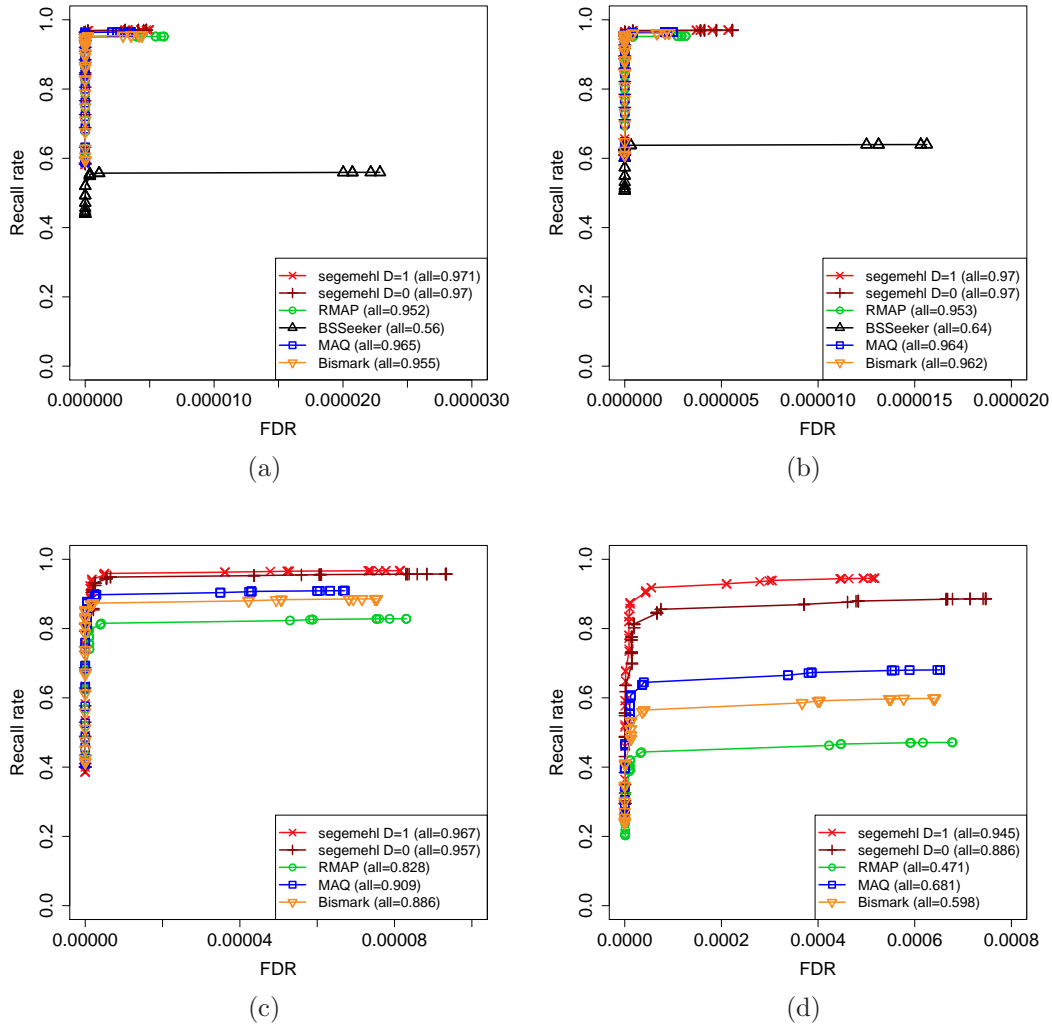 Recall rate
0.0
0.2
0.4
0.6
0.8
1.0
segemehl D=1 (all=0.971)
segemehl D=0 (all=0.97)
RMAP (all=0.952)
BSSeeker (all=0.56)
MAQ (all=0.965)
Bismark (all=0.955)
0.000000
0.000010
0.000020
0.000030
FDR
(a)
Recall rate
0.0
0.2
0.4
0.6
0.8
1.0
segemehl D=1 (all=0.97)
segemehl D=0 (all=0.97)
RMAP (all=0.953)
BSSeeker (all=0.64)
MAQ (all=0.964)
Bismark (all=0.962)
0.000000
0.000005
0.000010
0.000015
0.000020
FDR
(b)
Recall rate
0.0
0.2
0.4
0.6
0.8
1.0
segemehl D=1 (all=0.967)
segemehl D=0 (all=0.957)
RMAP (all=0.828)
MAQ (all=0.909)
Bismark (all=0.886)
0.00000
0.00004
0.00008
FDR
(c)
Recall rate
0.0
0.2
0.4
0.6
0.8
1.0
segemehl D=1 (all=0.945)
segemehl D=0 (all=0.886)
RMAP (all=0.471)
MAQ (all=0.681)
Bismark (all=0.598)
0.0000
0.0002
0.0004
0.0006
0.0008
FDR
(d)